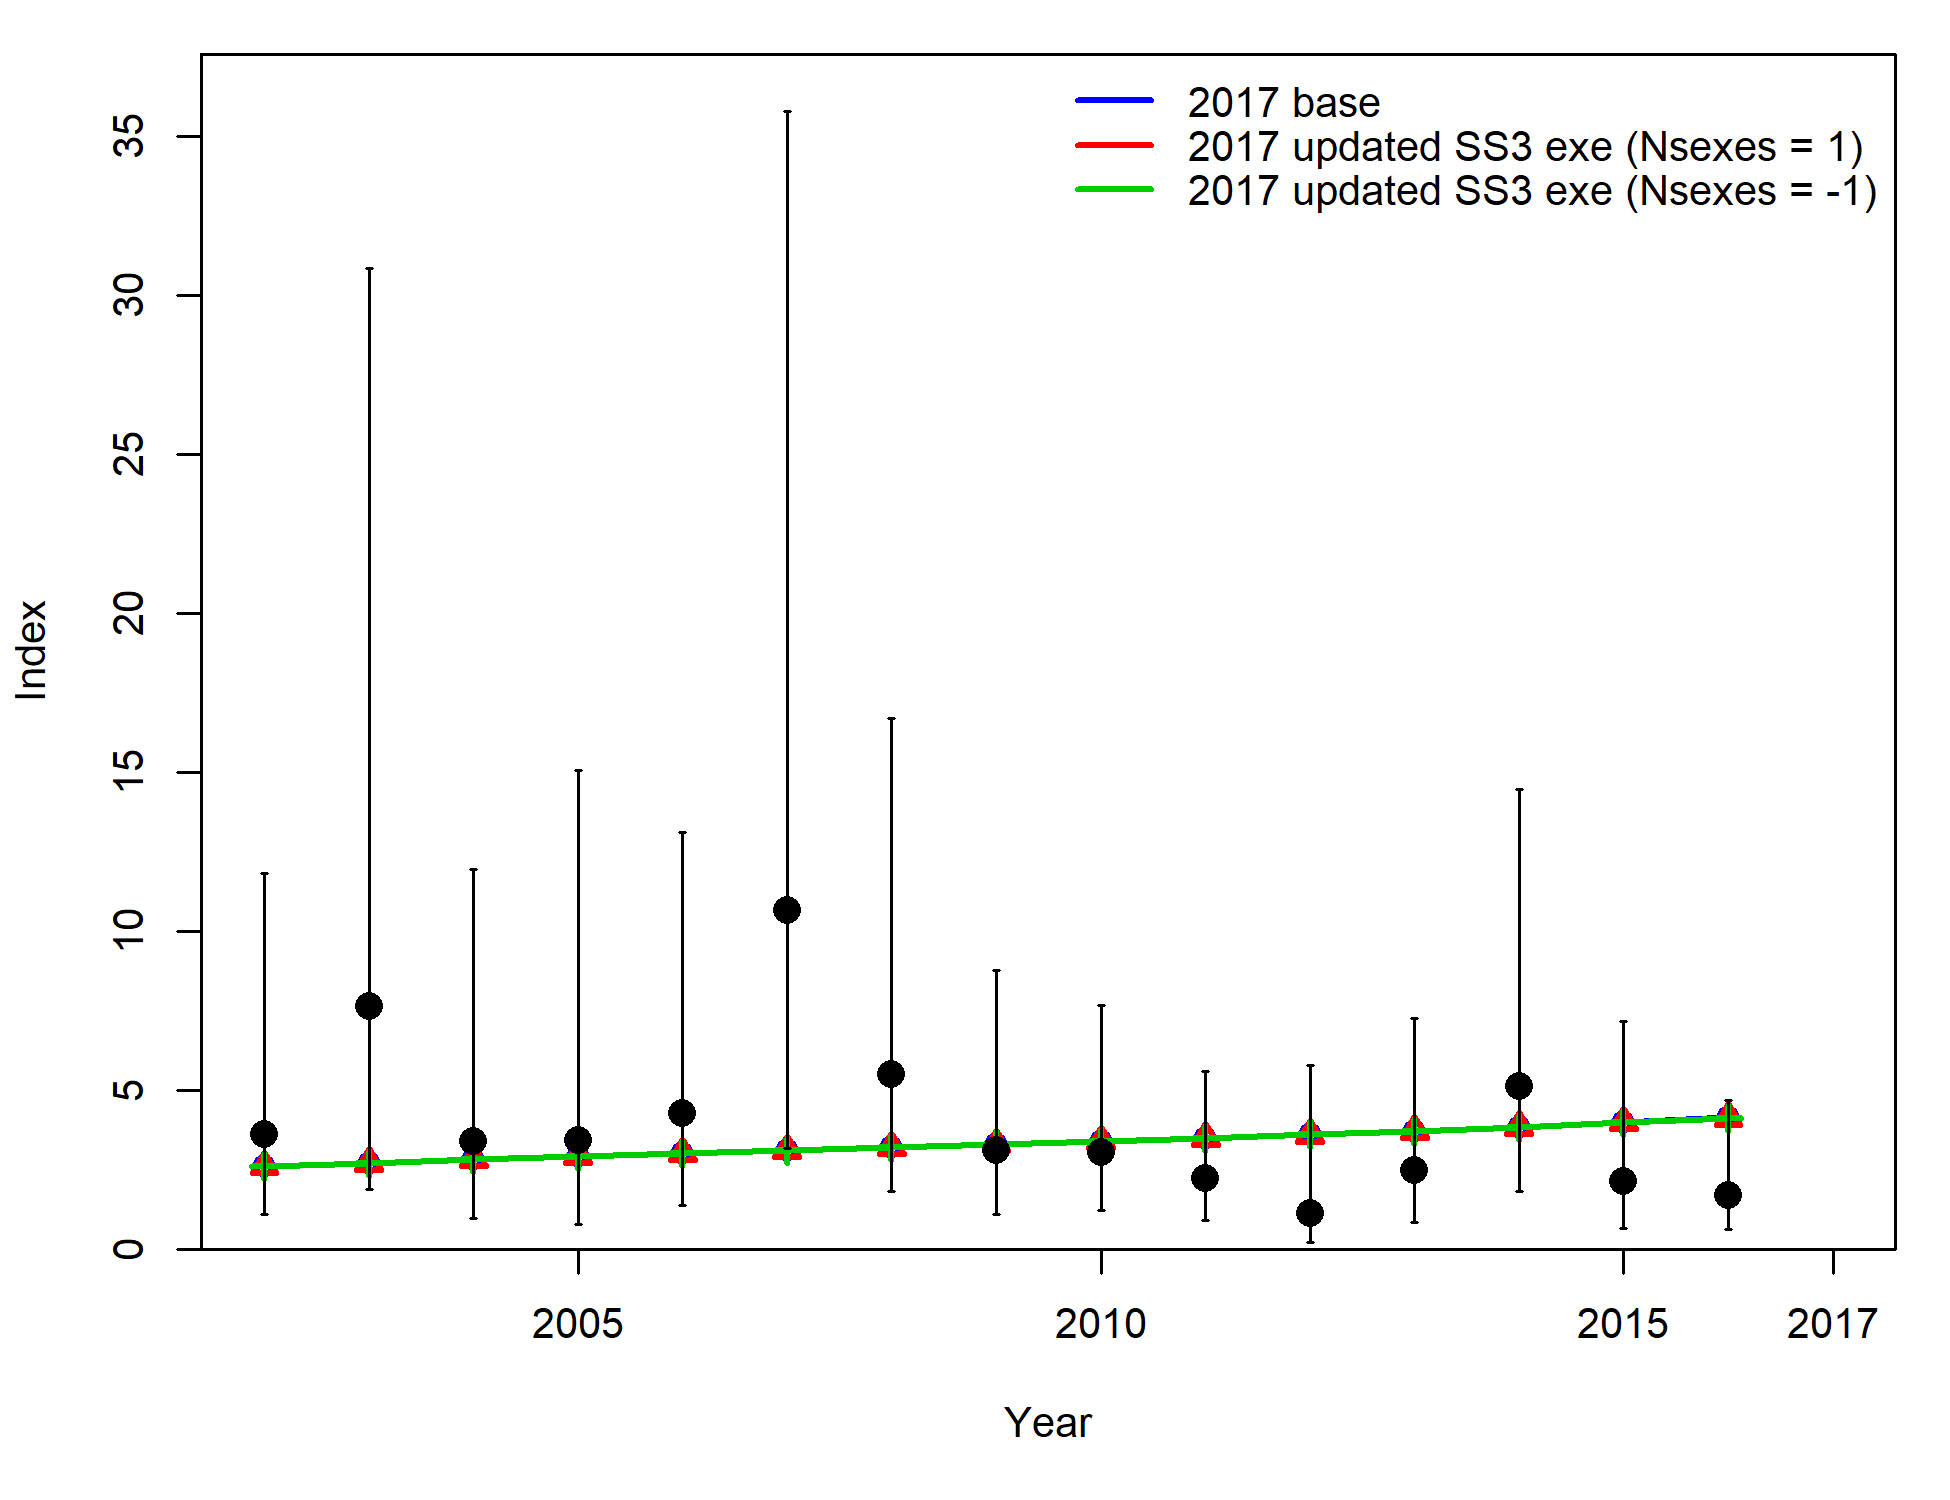 2017 base
2017 updated SS3 exe (Nsexes = 1)
2017 updated SS3 exe (Nsexes = -1)
35
30
25
20
15
10
5
0
Index
2005
2010
2015
2017
Year